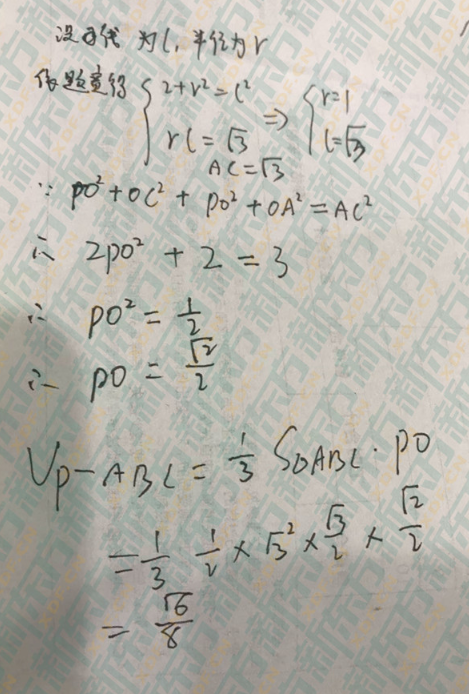 设母线为l,半径为r
依题意得 { 2+r²=l² ⇒ { r=1
rl=√3 l=√3
AC=√3
∵ PO²+OC²+PO²+OA²=AC²
∴ 2PO²+2=3
∴ PO²=1/2
∴ PO=√2/2
Vp-ABC=1/3 S△ABC·PO
=1/3 1/2×√3²×√3/2×√2/2
=√6/8